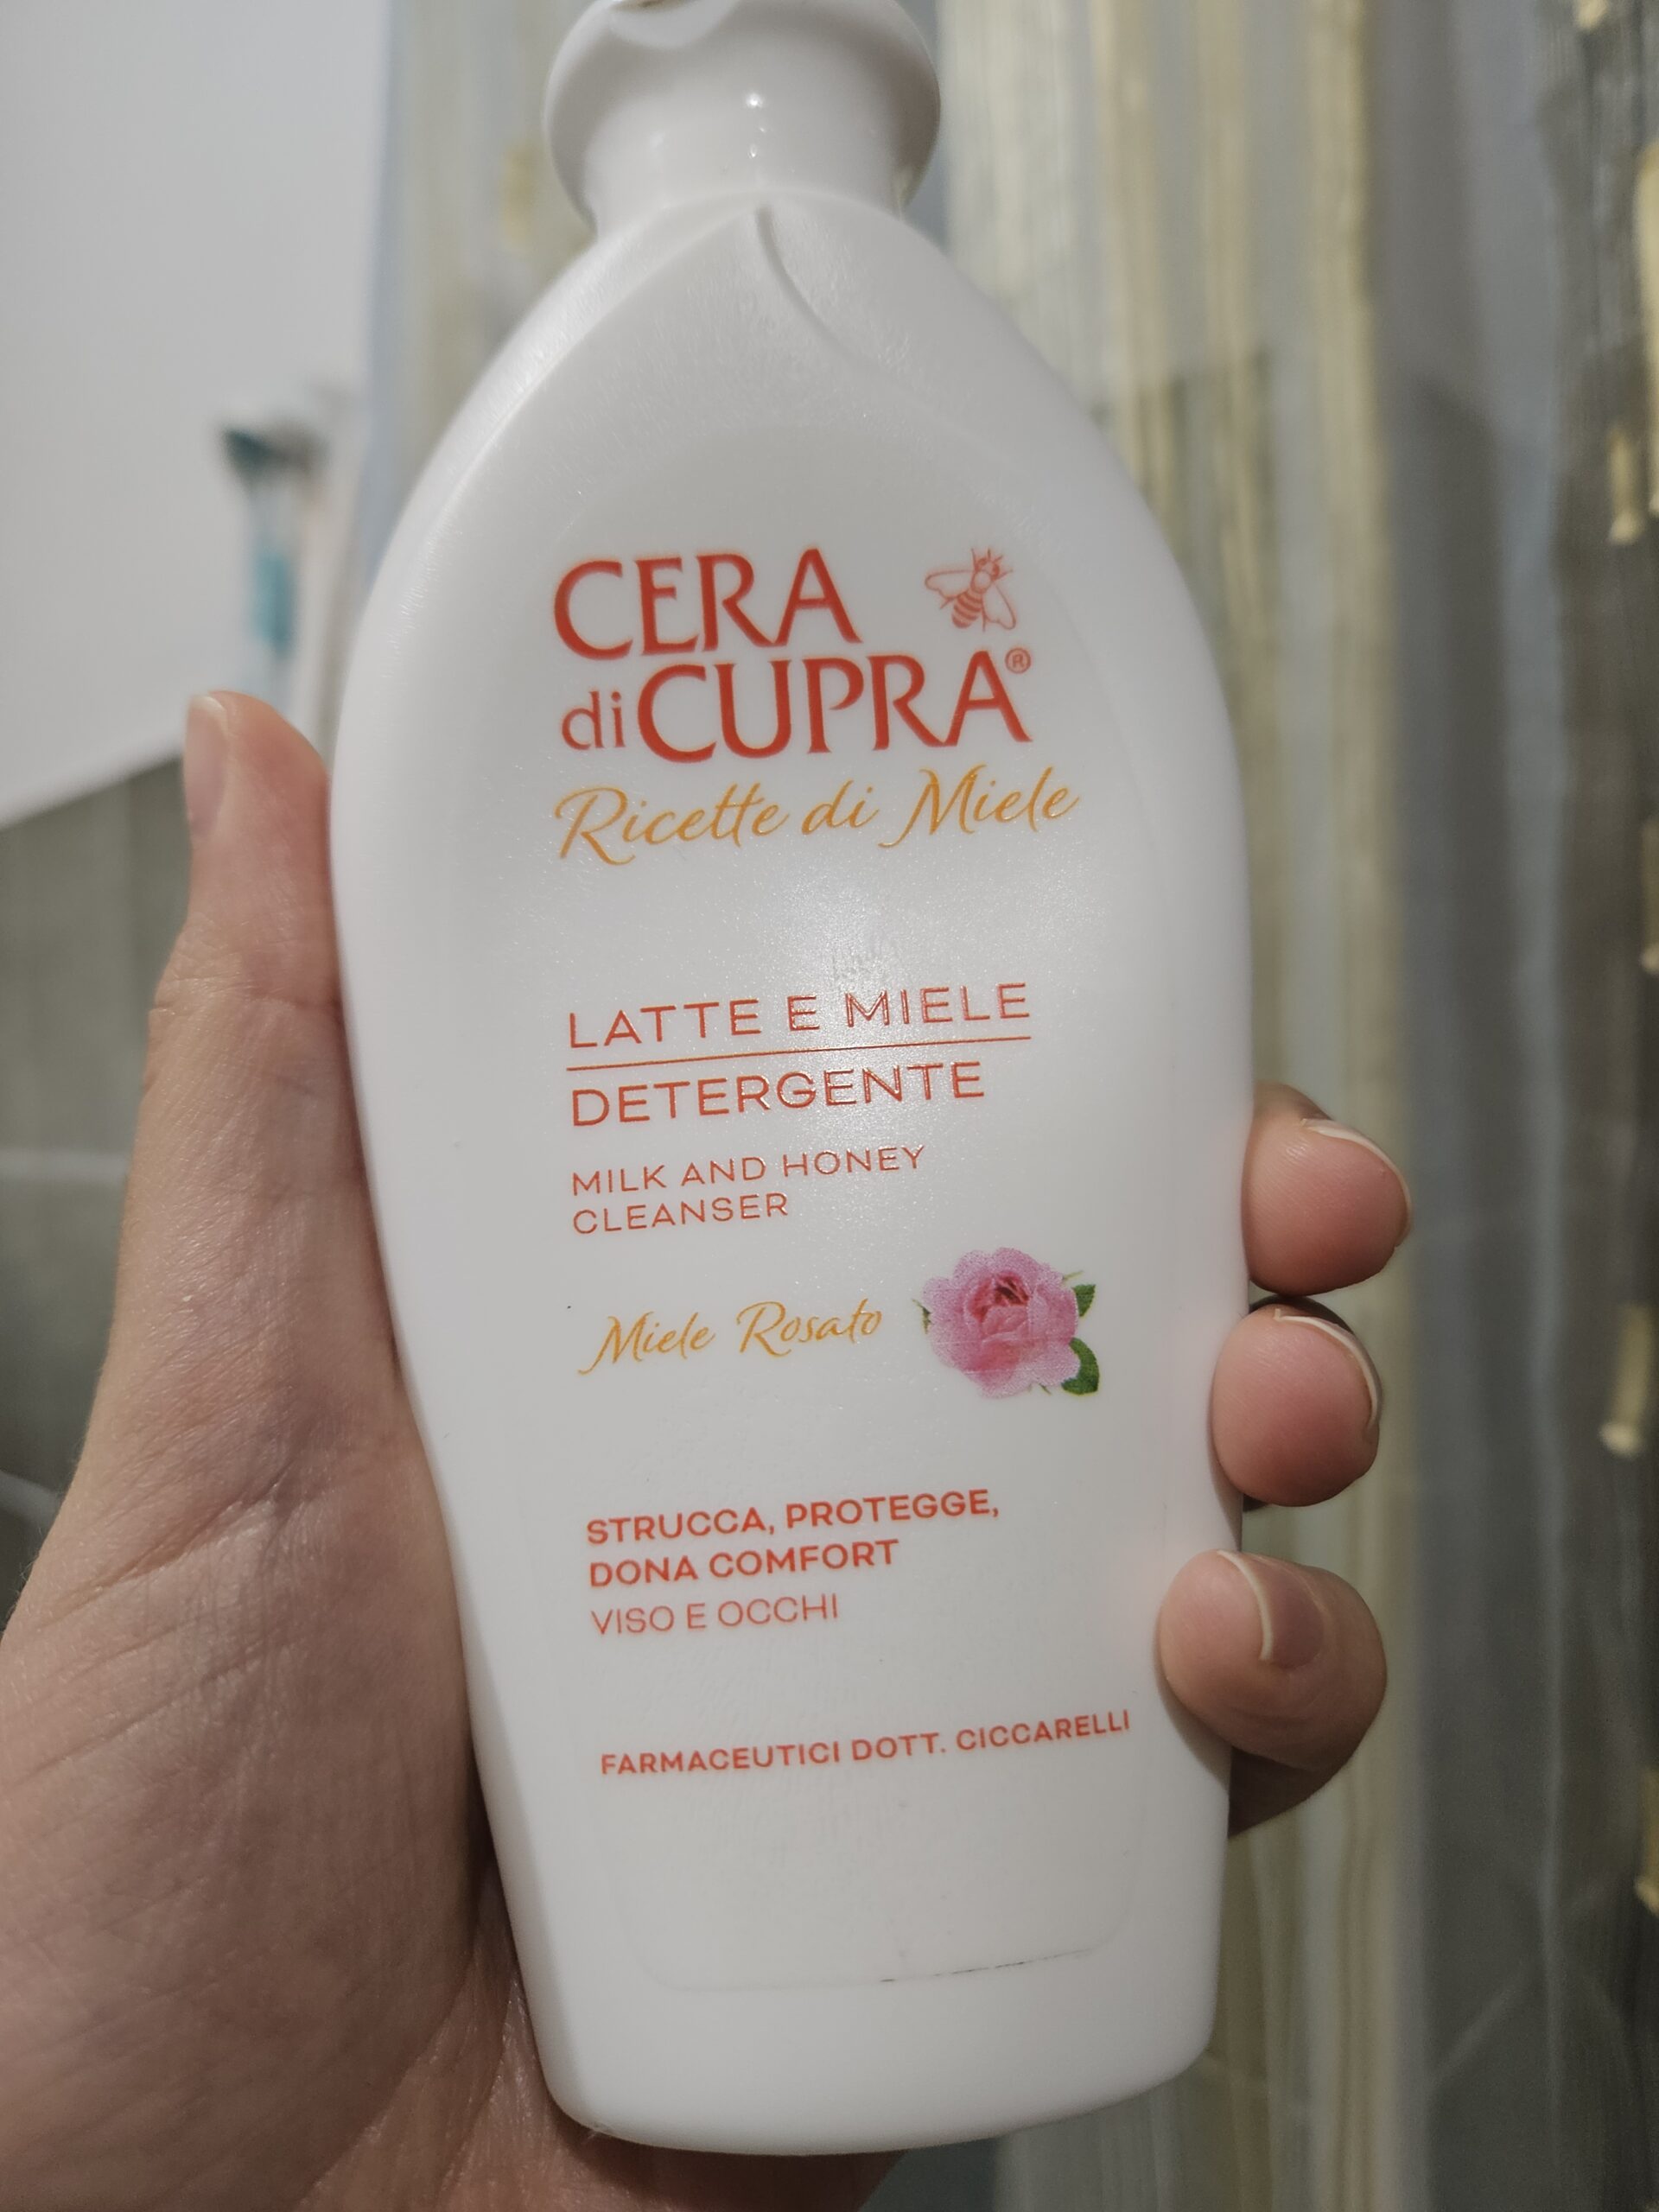 CERA
di CUPRA®
Ricette di Miele
LATTE E MIELE
DETERGENTE
MILK AND HONEY
CLEANSER
Miele Rosato
STRUCCA, PROTEGGE,
DONA COMFORT
VISO E OCCHI
FARMACEUTICI DOTT. CICCARELLI